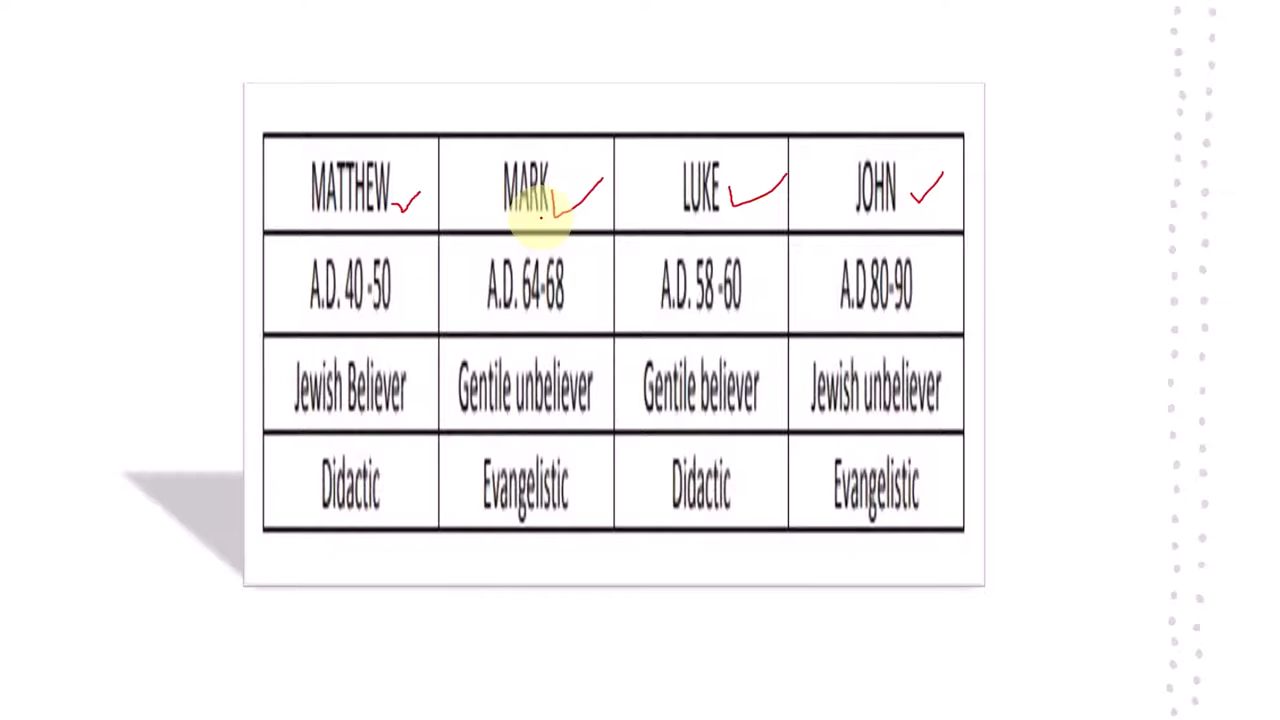 MATTHEW MARK LUKE JOHN
A.D. 40 -50 A.D. 64-68 A.D. 58 -60 A.D 80-90
Jewish Believer Gentile unbeliever Gentile believer Jewish unbeliever
Didactic Evangelistic Didactic Evangelistic